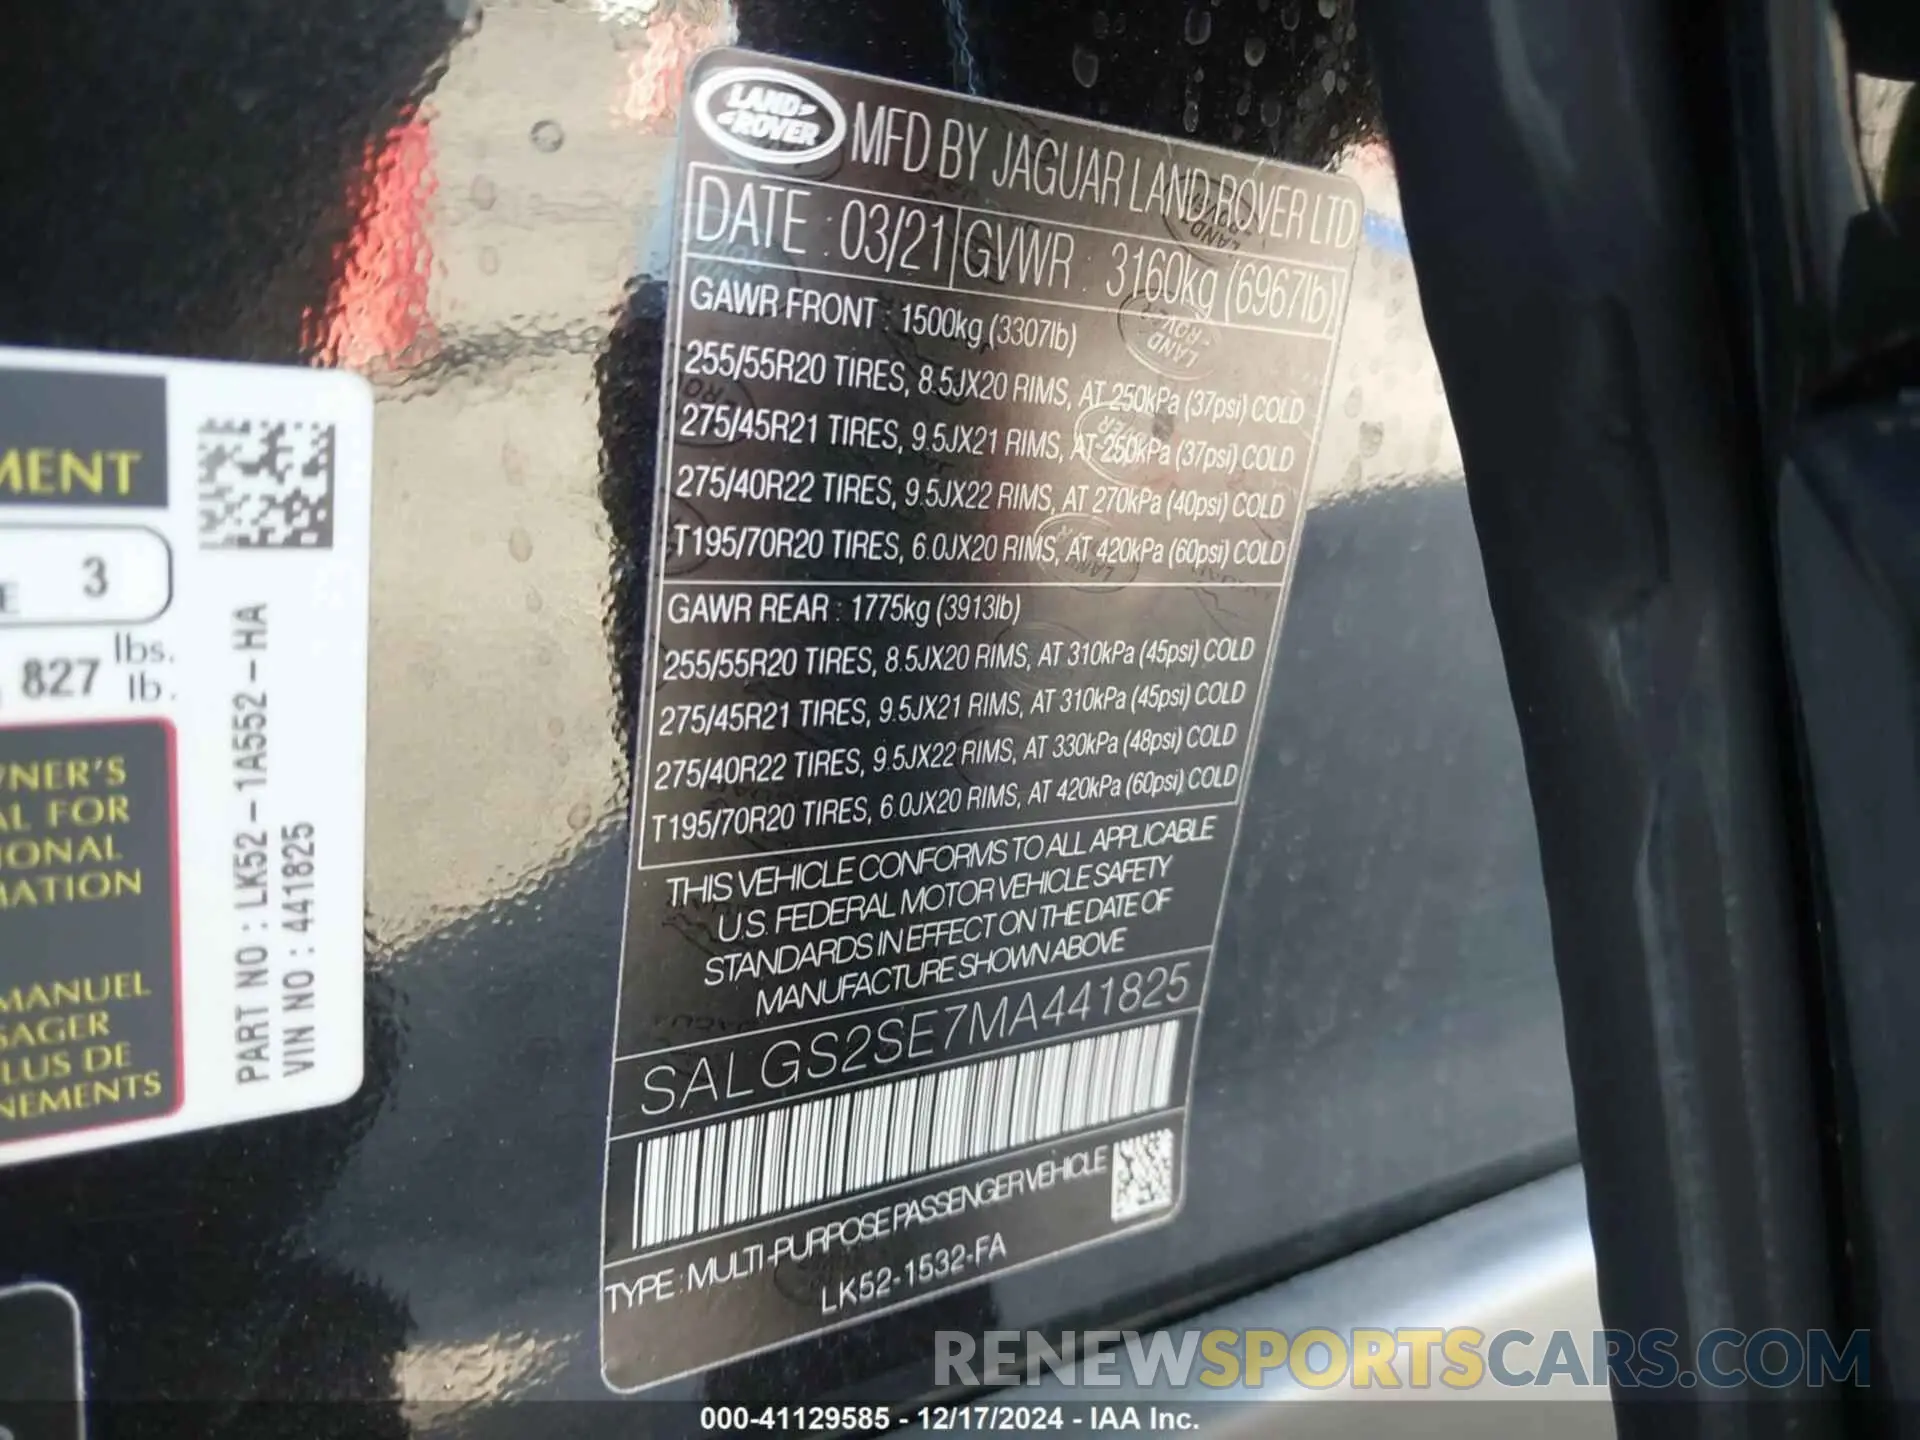 MENT
E 3
827 lbs.
lb.
NER'S
AL FOR
IONAL
MATION
MANUEL
SAGER
LUS DE
NEMENTS
PART NO : LK52-1A552-HA
VIN NO : 441825
LAND
ROVER
MFD BY JAGUAR LAND ROVER LTD
DATE : 03/21 GVWR : 3160kg (6967lb)
GAWR FRONT : 1500kg (3307lb)
255/55R20 TIRES, 8.5JX20 RIMS, AT 250kPa (37psi) COLD
275/45R21 TIRES, 9.5JX21 RIMS, AT 250kPa (37psi) COLD
275/40R22 TIRES, 9.5JX22 RIMS, AT 270kPa (40psi) COLD
T195/70R20 TIRES, 6.0JX20 RIMS, AT 420kPa (60psi) COLD
GAWR REAR : 1775kg (3913lb)
255/55R20 TIRES, 8.5JX20 RIMS, AT 310kPa (45psi) COLD
275/45R21 TIRES, 9.5JX21 RIMS, AT 310kPa (45psi) COLD
275/40R22 TIRES, 9.5JX22 RIMS, AT 330kPa (48psi) COLD
T195/70R20 TIRES, 6.0JX20 RIMS, AT 420kPa (60psi) COLD
THIS VEHICLE CONFORMS TO ALL APPLICABLE
U.S. FEDERAL MOTOR VEHICLE SAFETY
STANDARDS IN EFFECT ON THE DATE OF
MANUFACTURE SHOWN ABOVE
SALGS2SE7MA441825
TYPE : MULTI-PURPOSE PASSENGER VEHICLE
LK52-1532-FA
RENEWSPORTSCARS.COM
000-41129585 - 12/17/2024 - IAA Inc.